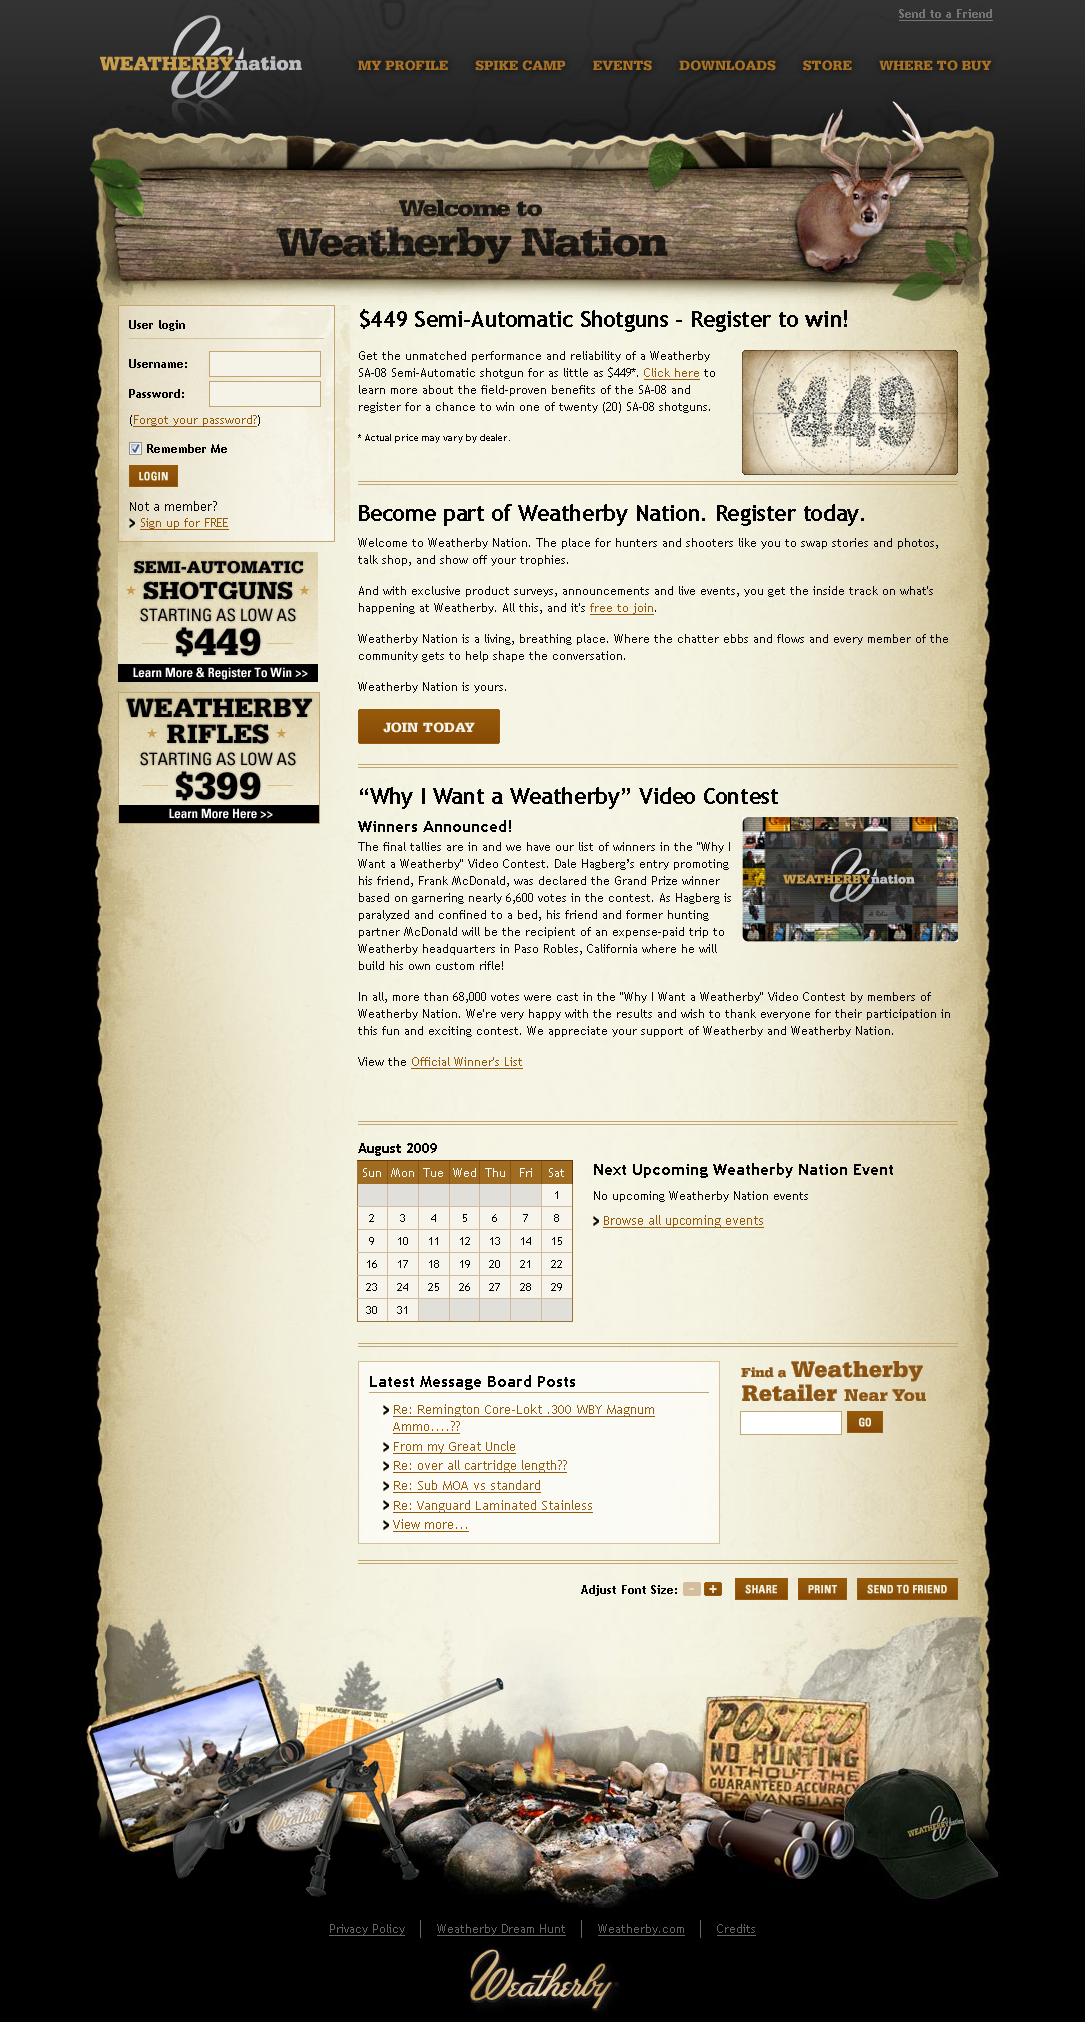 Send to a Friend
WEATHERBYnation
MY PROFILE SPIKE CAMP EVENTS DOWNLOADS STORE WHERE TO BUY
Welcome to
Weatherby Nation
User login
Username:
Password:
(Forgot your password?)
Remember Me
LOGIN
Not a member?
Sign up for FREE
SEMI-AUTOMATIC
SHOTGUNS
STARTING AS LOW AS
$449
Learn More & Register To Win >>
WEATHERBY
RIFLES
STARTING AS LOW AS
$399
Learn More Here >>
$449 Semi-Automatic Shotguns - Register to win!
Get the unmatched performance and reliability of a Weatherby
SA-08 Semi-Automatic shotgun for as little as $449*. Click here to
learn more about the field-proven benefits of the SA-08 and
register for a chance to win one of twenty (20) SA-08 shotguns.
* Actual price may vary by dealer.
$449
Become part of Weatherby Nation. Register today.
Welcome to Weatherby Nation. The place for hunters and shooters like you to swap stories and photos,
talk shop, and show off your trophies.
And with exclusive product surveys, announcements and live events, you get the inside track on what's
happening at Weatherby. All this, and it's free to join.
Weatherby Nation is a living, breathing place. Where the chatter ebbs and flows and every member of the
community gets to help shape the conversation.
Weatherby Nation is yours.
JOIN TODAY
“Why I Want a Weatherby” Video Contest
Winners Announced!
The final tallies are in and we have our list of winners in the "Why I
Want a Weatherby" Video Contest. Dale Hagberg's entry promoting
his friend, Frank McDonald, was declared the Grand Prize winner
based on garnering nearly 6,600 votes in the contest. As Hagberg is
paralyzed and confined to a bed, his friend and former hunting
partner McDonald will be the recipient of an expense-paid trip to
Weatherby headquarters in Paso Robles, California where he will
build his own custom rifle!
WEATHERBYnation
In all, more than 68,000 votes were cast in the "Why I Want a Weatherby" Video Contest by members of
Weatherby Nation. We're very happy with the results and wish to thank everyone for their participation in
this fun and exciting contest. We appreciate your support of Weatherby and Weatherby Nation.
View the Official Winner's List
August 2009
Sun Mon Tue Wed Thu Fri Sat
1
2 3 4 5 6 7 8
9 10 11 12 13 14 15
16 17 18 19 20 21 22
23 24 25 26 27 28 29
30 31
Next Upcoming Weatherby Nation Event
No upcoming Weatherby Nation events
Browse all upcoming events
Latest Message Board Posts
Re: Remington Core-Lokt .300 WBY Magnum
Ammo....??
From my Great Uncle
Re: over all cartridge length??
Re: Sub MOA vs standard
Re: Vanguard Laminated Stainless
View more...
Find a Weatherby
Retailer Near You
GO
Adjust Font Size: - +
SHARE PRINT SEND TO FRIEND
YOUR WEATHERBY VANGUARD TARGET
Weatherby
POSTED
NO HUNTING
WITHOUT THE
GUARANTEED ACCURACY
OF A VANGUARD
WEATHERBYnation
Privacy Policy Weatherby Dream Hunt Weatherby.com Credits
Weatherby